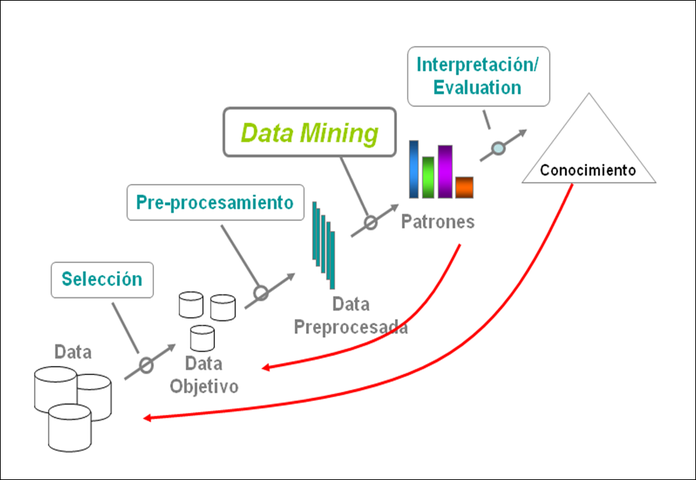 Interpretación/
Evaluation
Data Mining
Conocimiento
Pre-procesamiento
Patrones
Selección
Data
Preprocesada
Data
Data
Objetivo